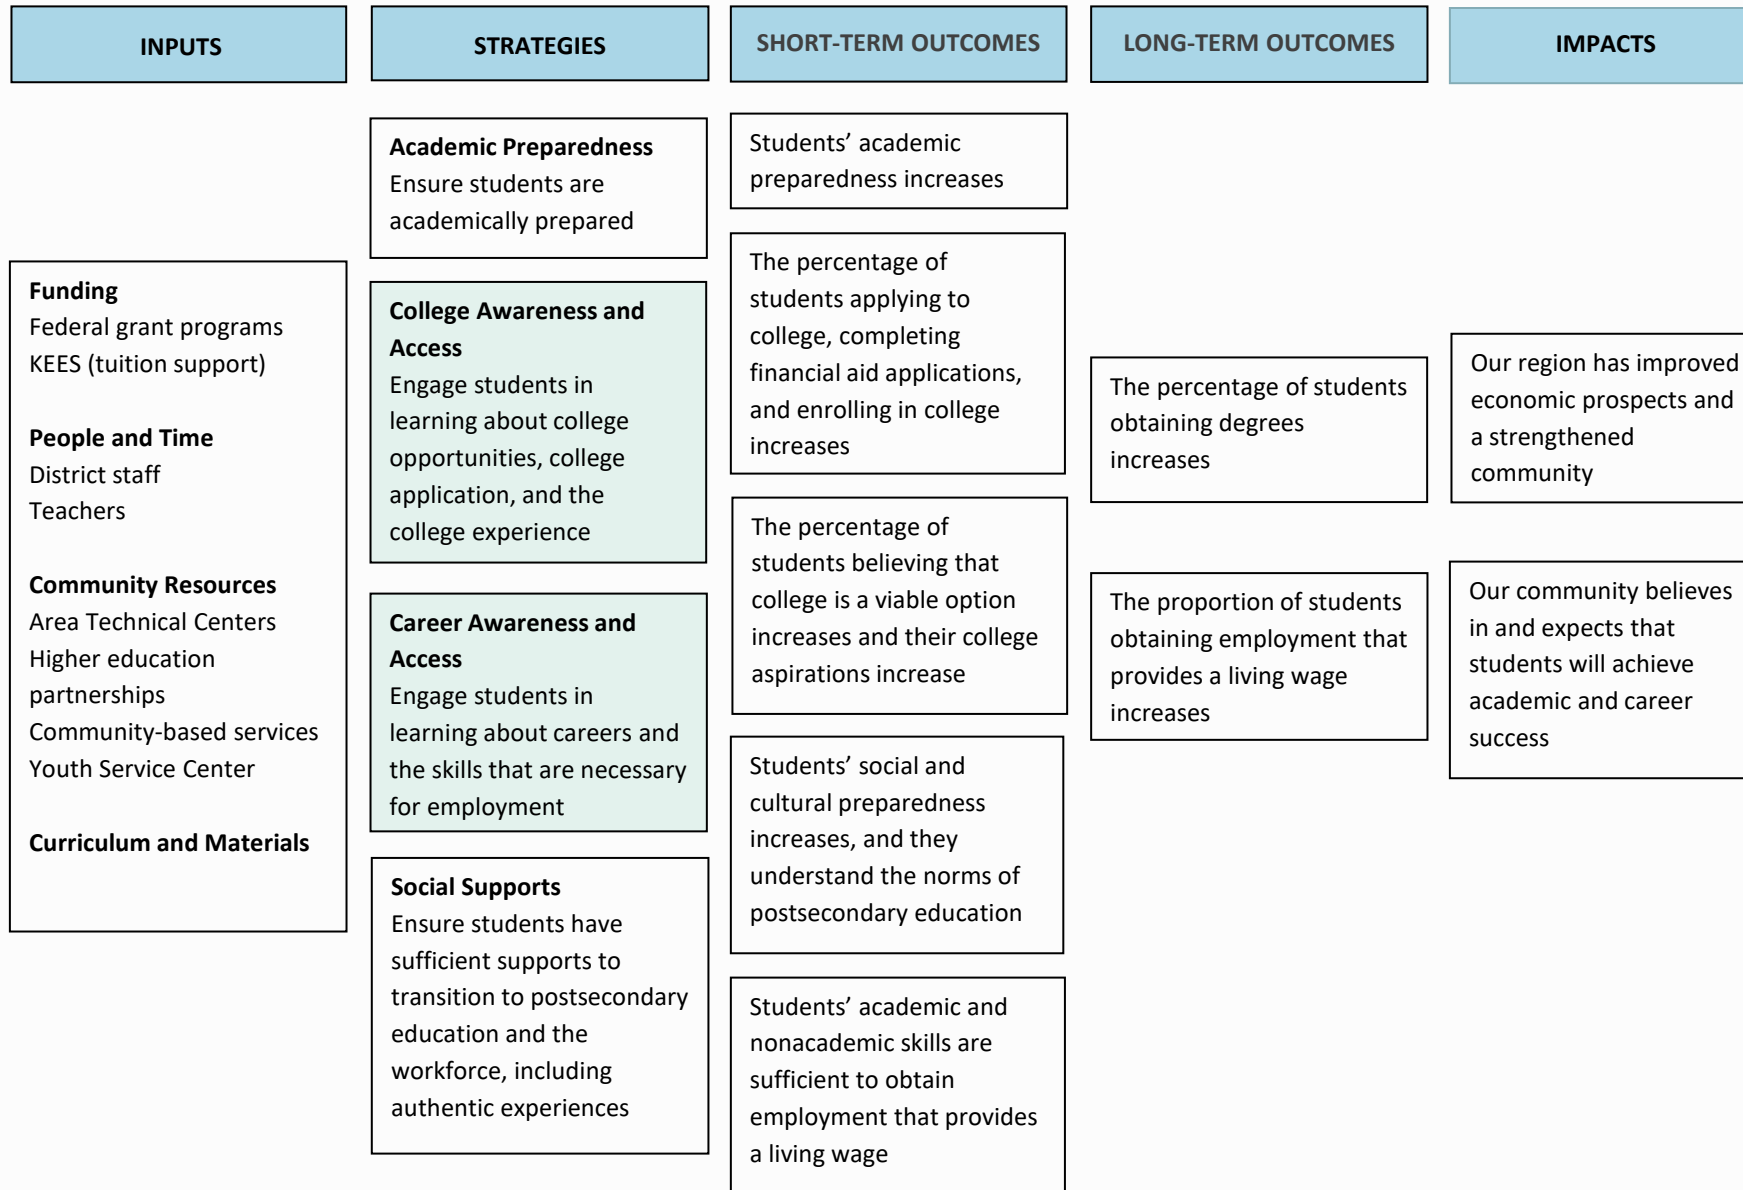 INPUTS
STRATEGIES
SHORT-TERM OUTCOMES
LONG-TERM OUTCOMES
IMPACTS
Funding
Federal grant programs
KEES (tuition support)
People and Time
District staff
Teachers
Community Resources
Area Technical Centers
Higher education
partnerships
Community-based services
Youth Service Center
Curriculum and Materials
Academic Preparedness
Ensure students are
academically prepared
College Awareness and
Access
Engage students in
learning about college
opportunities, college
application, and the
college experience
Career Awareness and
Access
Engage students in
learning about careers and
the skills that are necessary
for employment
Social Supports
Ensure students have
sufficient supports to
transition to postsecondary
education and the
workforce, including
authentic experiences
Students’ academic
preparedness increases
The percentage of
students applying to
college, completing
financial aid applications,
and enrolling in college
increases
The percentage of
students believing that
college is a viable option
increases and their college
aspirations increase
Students’ social and
cultural preparedness
increases, and they
understand the norms of
postsecondary education
Students’ academic and
nonacademic skills are
sufficient to obtain
employment that provides
a living wage
The percentage of students
obtaining degrees
increases
The proportion of students
obtaining employment that
provides a living wage
increases
Our region has improved
economic prospects and
a strengthened
community
Our community believes
in and expects that
students will achieve
academic and career
success